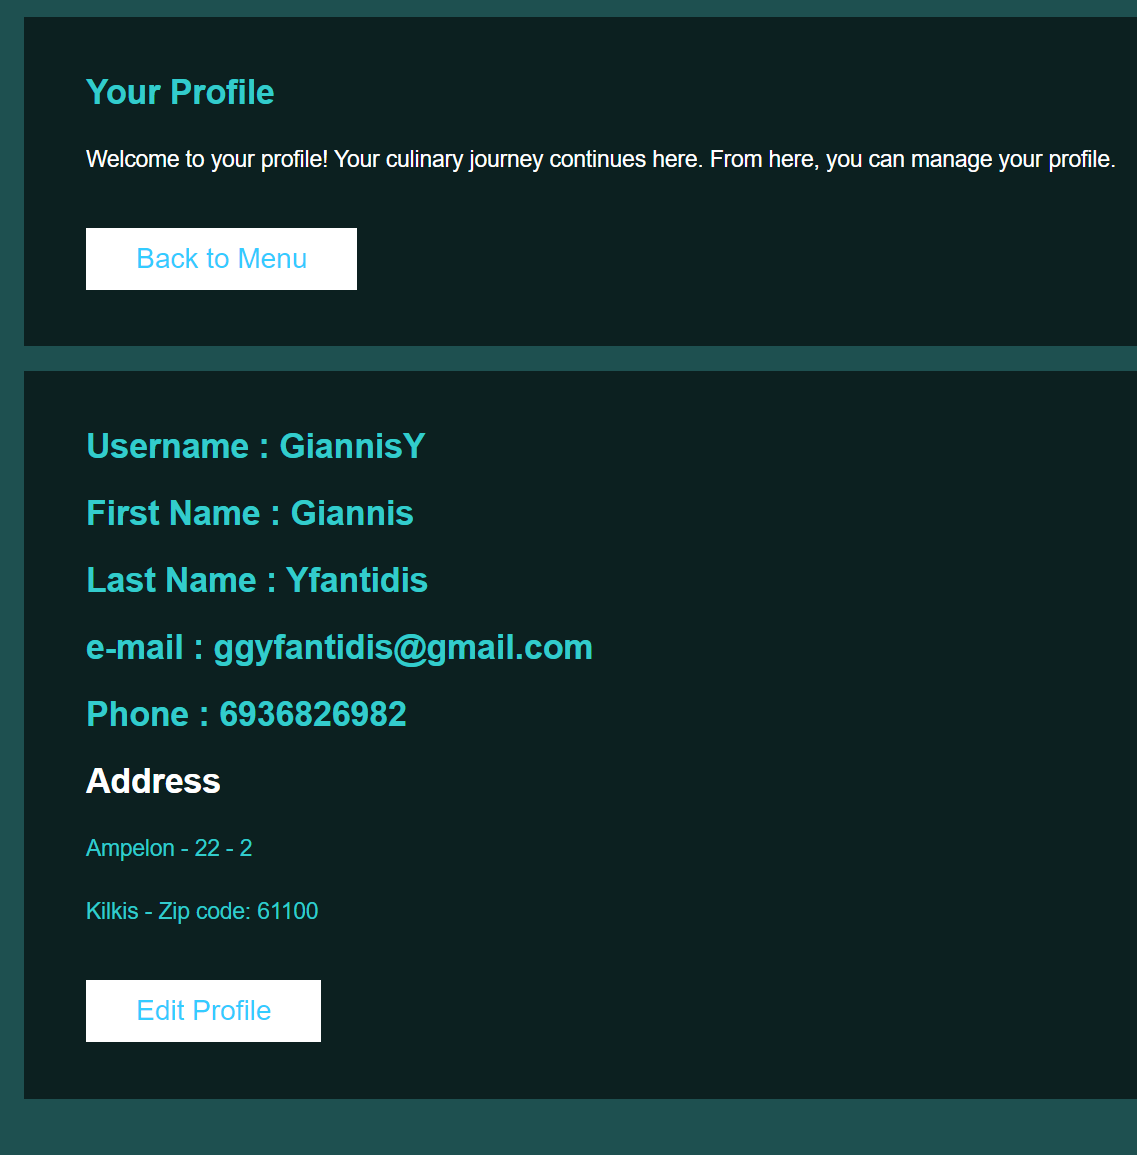 Your Profile
Welcome to your profile! Your culinary journey continues here. From here, you can manage your profile.
Back to Menu
Username : GiannisY
First Name : Giannis
Last Name : Yfantidis
e-mail : ggyfantidis@gmail.com
Phone : 6936826982
Address
Ampelon - 22 - 2
Kilkis - Zip code: 61100
Edit Profile